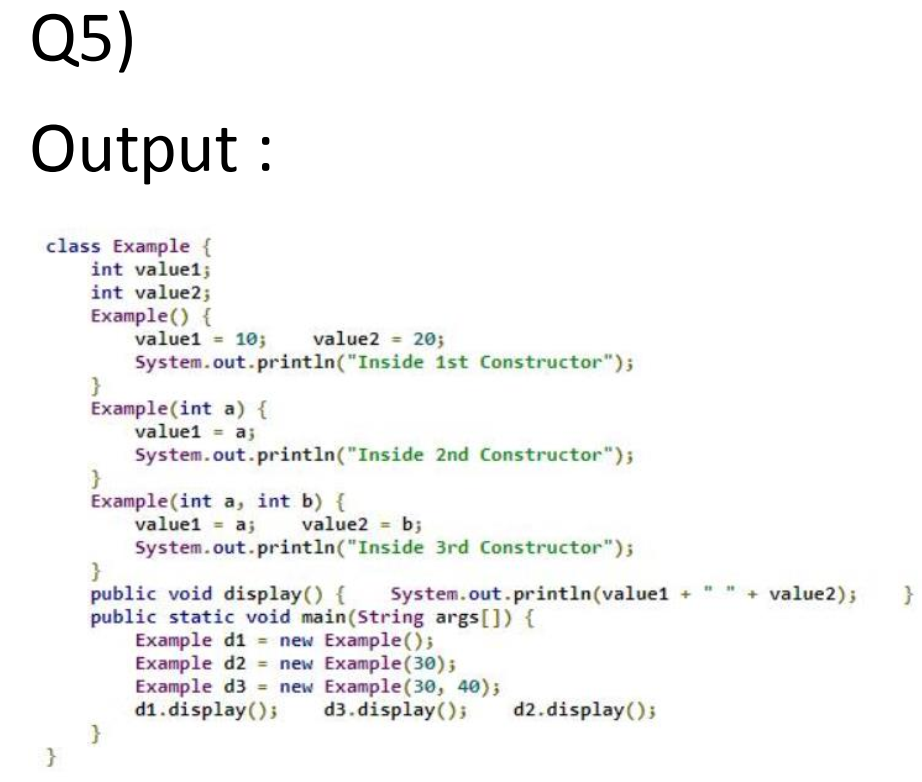 Q5)
Output :
class Example {
    int value1;
    int value2;
    Example() {
        value1 = 10;    value2 = 20;
        System.out.println("Inside 1st Constructor");
    }
    Example(int a) {
        value1 = a;
        System.out.println("Inside 2nd Constructor");
    }
    Example(int a, int b) {
        value1 = a;    value2 = b;
        System.out.println("Inside 3rd Constructor");
    }
    public void display() {    System.out.println(value1 + " " + value2);    }
    public static void main(String args[]) {
        Example d1 = new Example();
        Example d2 = new Example(30);
        Example d3 = new Example(30, 40);
        d1.display();    d3.display();    d2.display();
    }
}